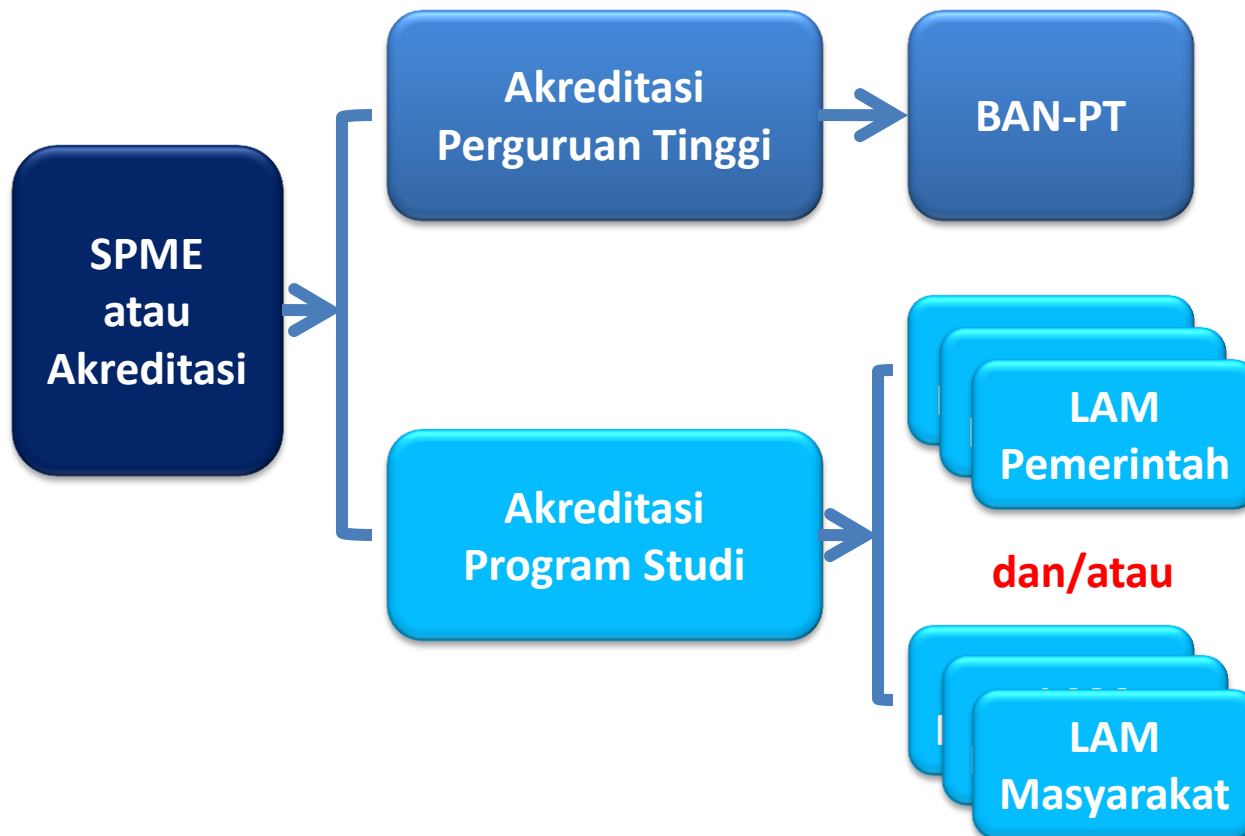 SPME
atau
Akreditasi
Akreditasi
Perguruan Tinggi
BAN-PT
Akreditasi
Program Studi
LAM
Pemerintah
dan/atau
LAM
Masyarakat